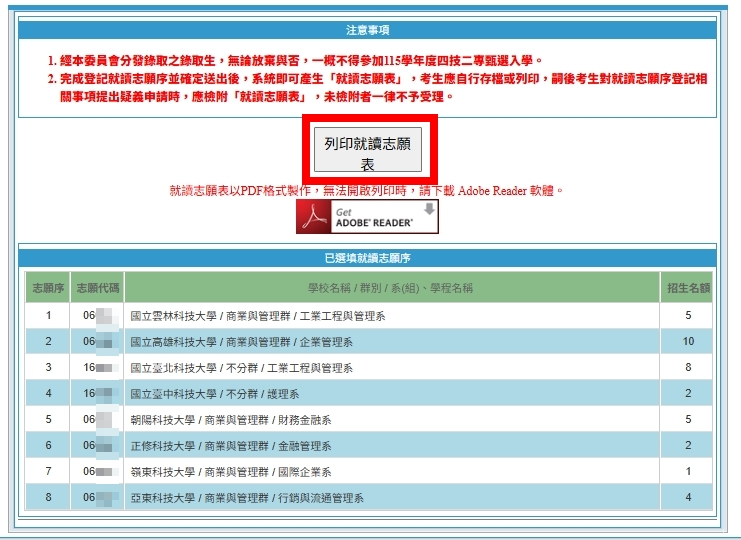 注意事項
1. 經本委員會分發錄取之錄取生，無論放棄與否，一概不得參加115學年度四技二專甄選入學。
2. 完成登記就讀志願序並確定送出後，系統即可產生「就讀志願表」，考生應自行存檔或列印，嗣後考生對就讀志願序登記相
關事項提出疑義申請時，應檢附「就讀志願表」，未檢附者一律不予受理。
列印就讀志願
表
就讀志願表以PDF格式製作，無法開啟列印時，請下載 Adobe Reader 軟體。
Get
ADOBE® READER®
已選填就讀志願序
志願序 志願代碼 學校名稱 / 群別 / 系(組)、學程名稱 招生名額
1 06 國立雲林科技大學 / 商業與管理群 / 工業工程與管理系 5
2 06 國立高雄科技大學 / 商業與管理群 / 企業管理系 10
3 16 國立臺北科技大學 / 不分群 / 工業工程與管理系 8
4 16 國立臺中科技大學 / 不分群 / 護理系 2
5 06 朝陽科技大學 / 商業與管理群 / 財務金融系 5
6 06 正修科技大學 / 商業與管理群 / 金融管理系 2
7 06 嶺東科技大學 / 商業與管理群 / 國際企業系 1
8 06 亞東科技大學 / 商業與管理群 / 行銷與流通管理系 4